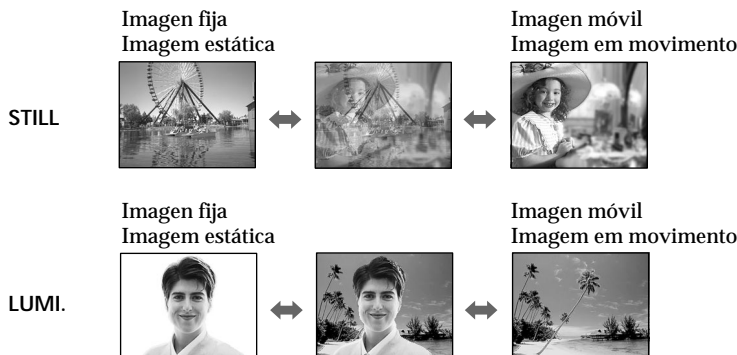 Imagen fija
Imagem estática
Imagen móvil
Imagem em movimento
STILL
Imagen fija
Imagem estática
Imagen móvil
Imagem em movimento
LUMI.